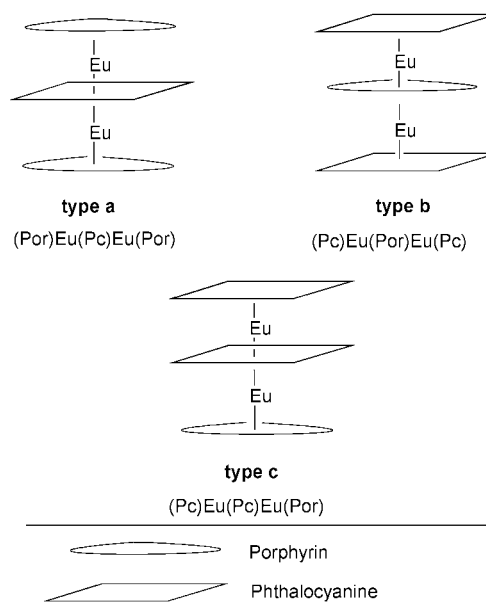 Eu
Eu
type a
(Por)Eu(Pc)Eu(Por)
Eu
Eu
type b
(Pc)Eu(Por)Eu(Pc)
Eu
Eu
type c
(Pc)Eu(Pc)Eu(Por)
Porphyrin
Phthalocyanine